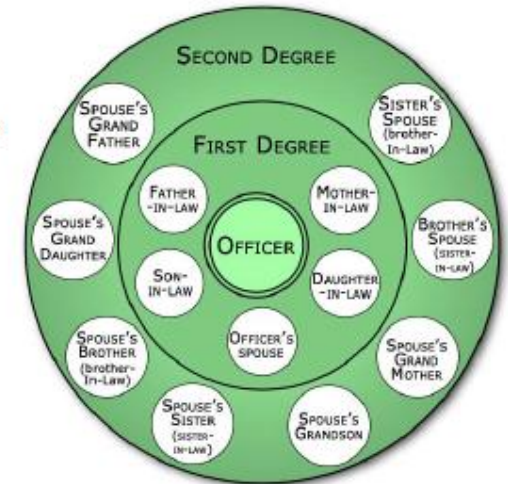 SECOND DEGREE
SPOUSE'S
GRAND
FATHER
SISTER'S
SPOUSE
(brother-
In-Law)
FIRST DEGREE
FATHER
-IN-LAW
MOTHER-
IN-LAW
SPOUSE'S
GRAND
DAUGHTER
OFFICER
BROTHER'S
SPOUSE
(SISTER-
IN-LAW)
SON-
IN-LAW
DAUGHTER
-IN-LAW
OFFICER'S
SPOUSE
SPOUSE'S
BROTHER
(brother-
In-Law)
SPOUSE'S
GRAND
MOTHER
SPOUSE'S
SISTER
(SISTER-
IN-LAW)
SPOUSE'S
GRANDSON